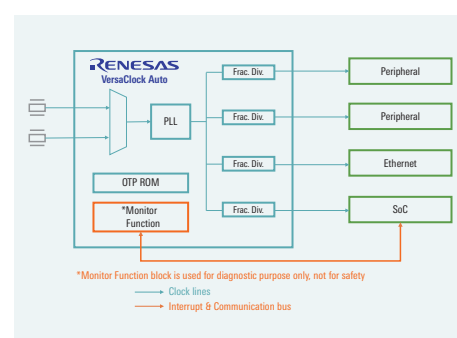 RENESAS
VersaClock Auto
PLL
OTP ROM
*Monitor
Function
Frac. Div.
Frac. Div.
Frac. Div.
Frac. Div.
Peripheral
Peripheral
Ethernet
SoC
*Monitor Function block is used for diagnostic purpose only, not for safety
Clock lines
Interrupt & Communication bus